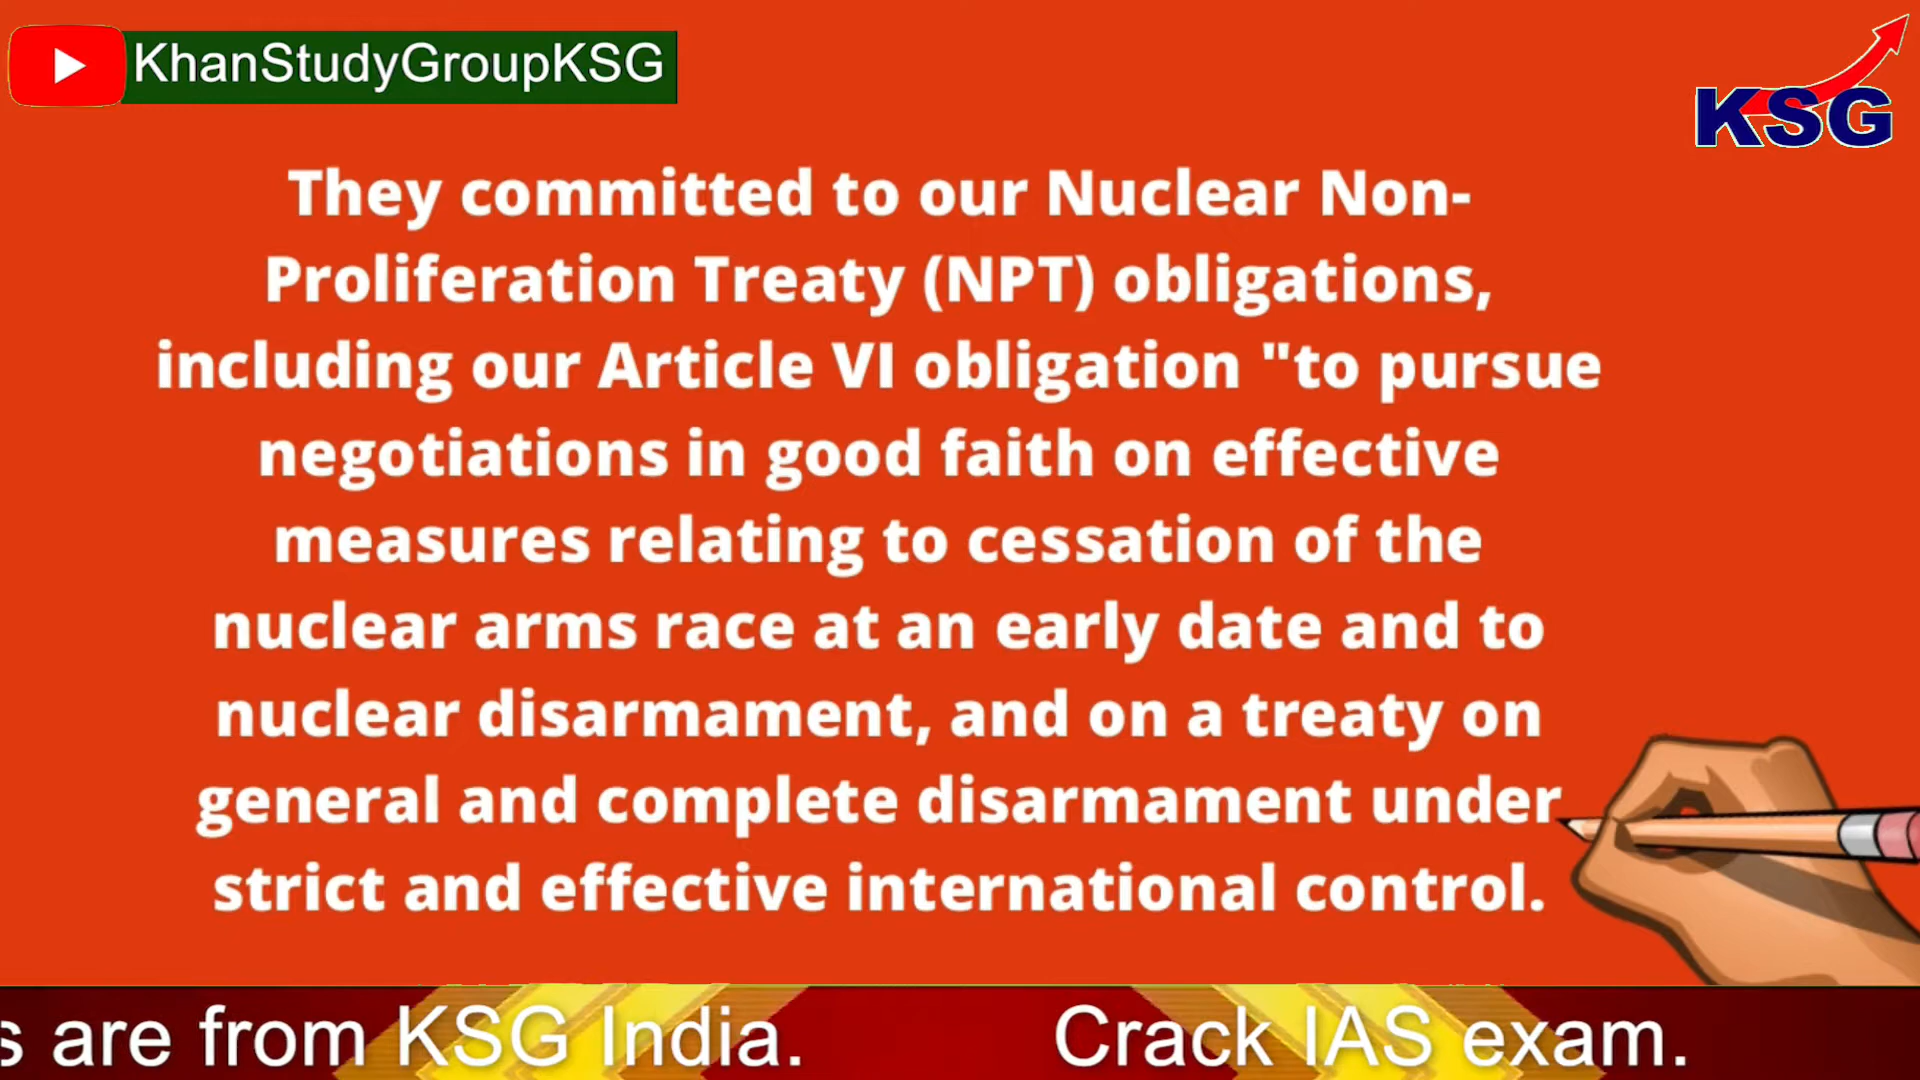 KhanStudyGroupKSG
KSG
They committed to our Nuclear Non-
Proliferation Treaty (NPT) obligations,
including our Article VI obligation "to pursue
negotiations in good faith on effective
measures relating to cessation of the
nuclear arms race at an early date and to
nuclear disarmament, and on a treaty on
general and complete disarmament under
strict and effective international control.
s are from KSG India. Crack IAS exam.